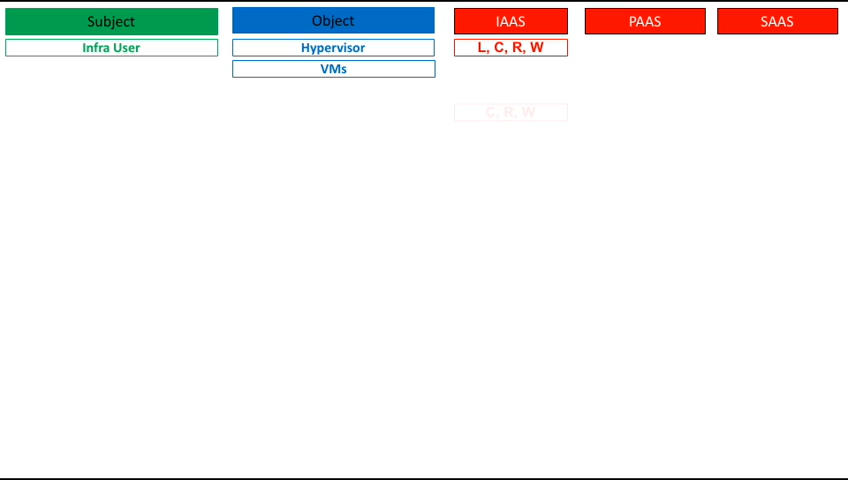 Subject Object IAAS PAAS SAAS
Infra User Hypervisor L, C, R, W
VMs
C, R, W